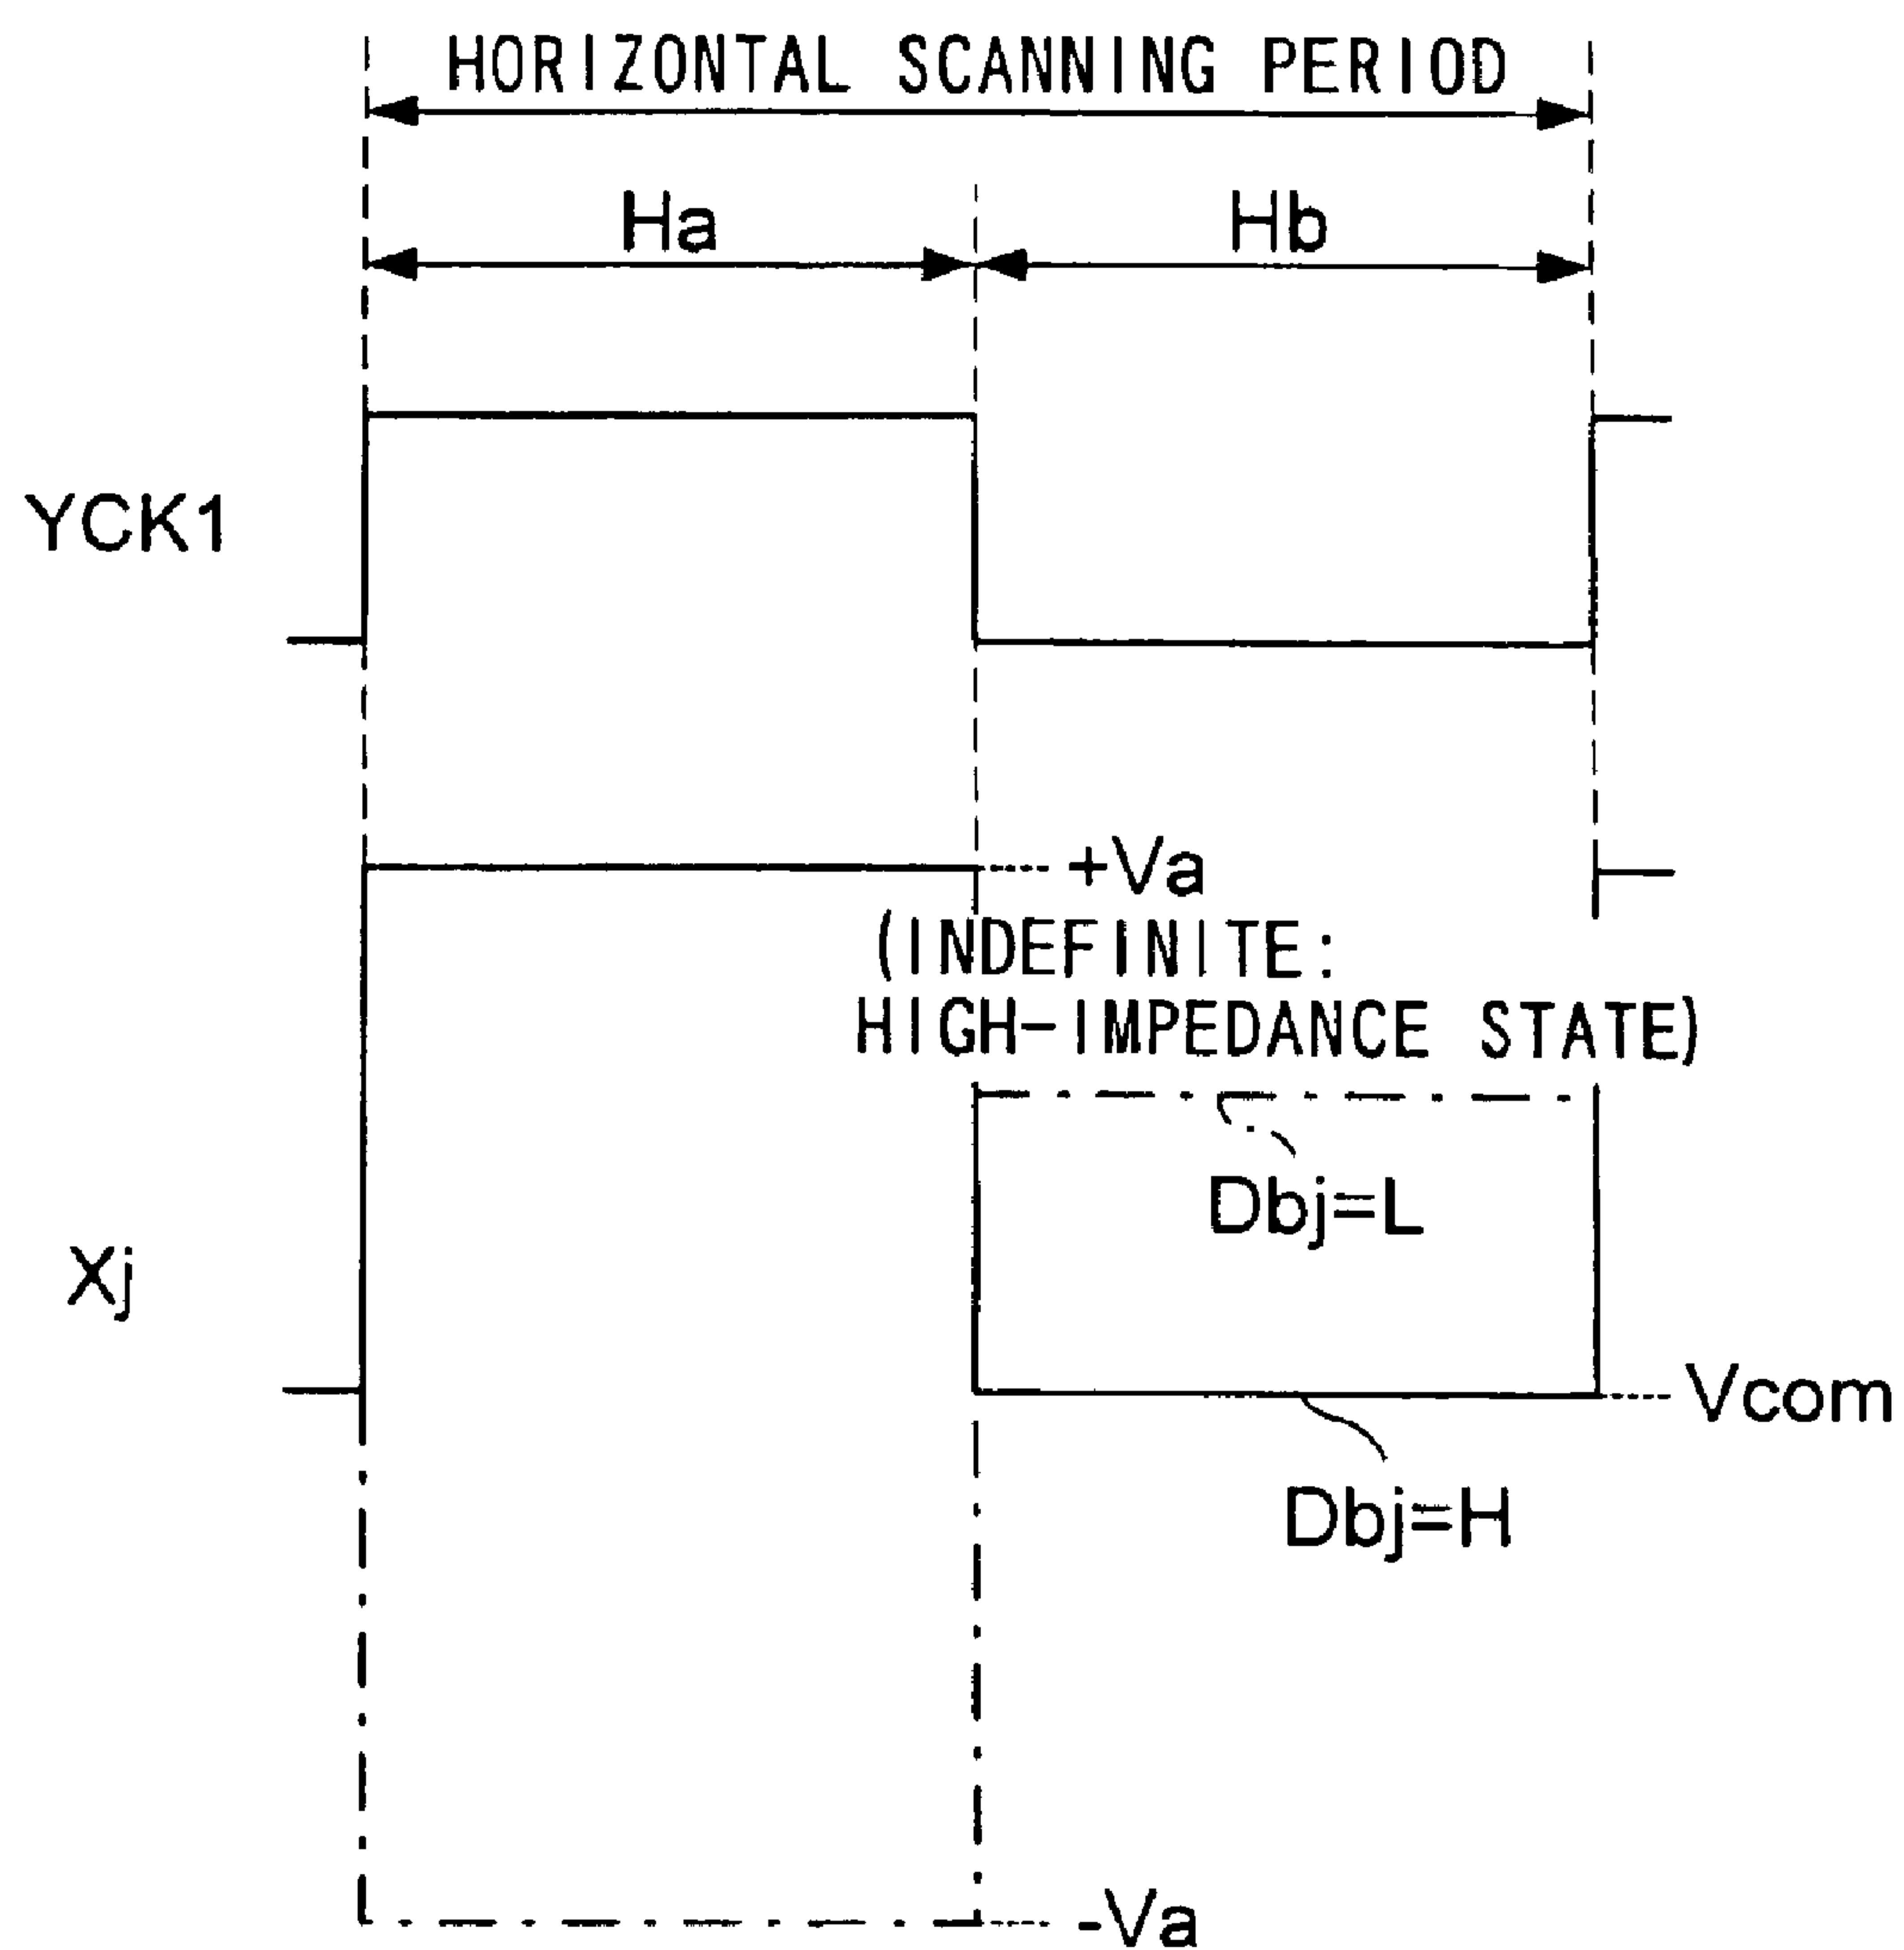 HORIZONTAL SCANNING PERIOD
Ha
Hb
YCK1
+Va
(INDEFINITE:
HIGH-IMPEDANCE STATE)
Dbj=L
Xj
Vcom
Dbj=H
-Va